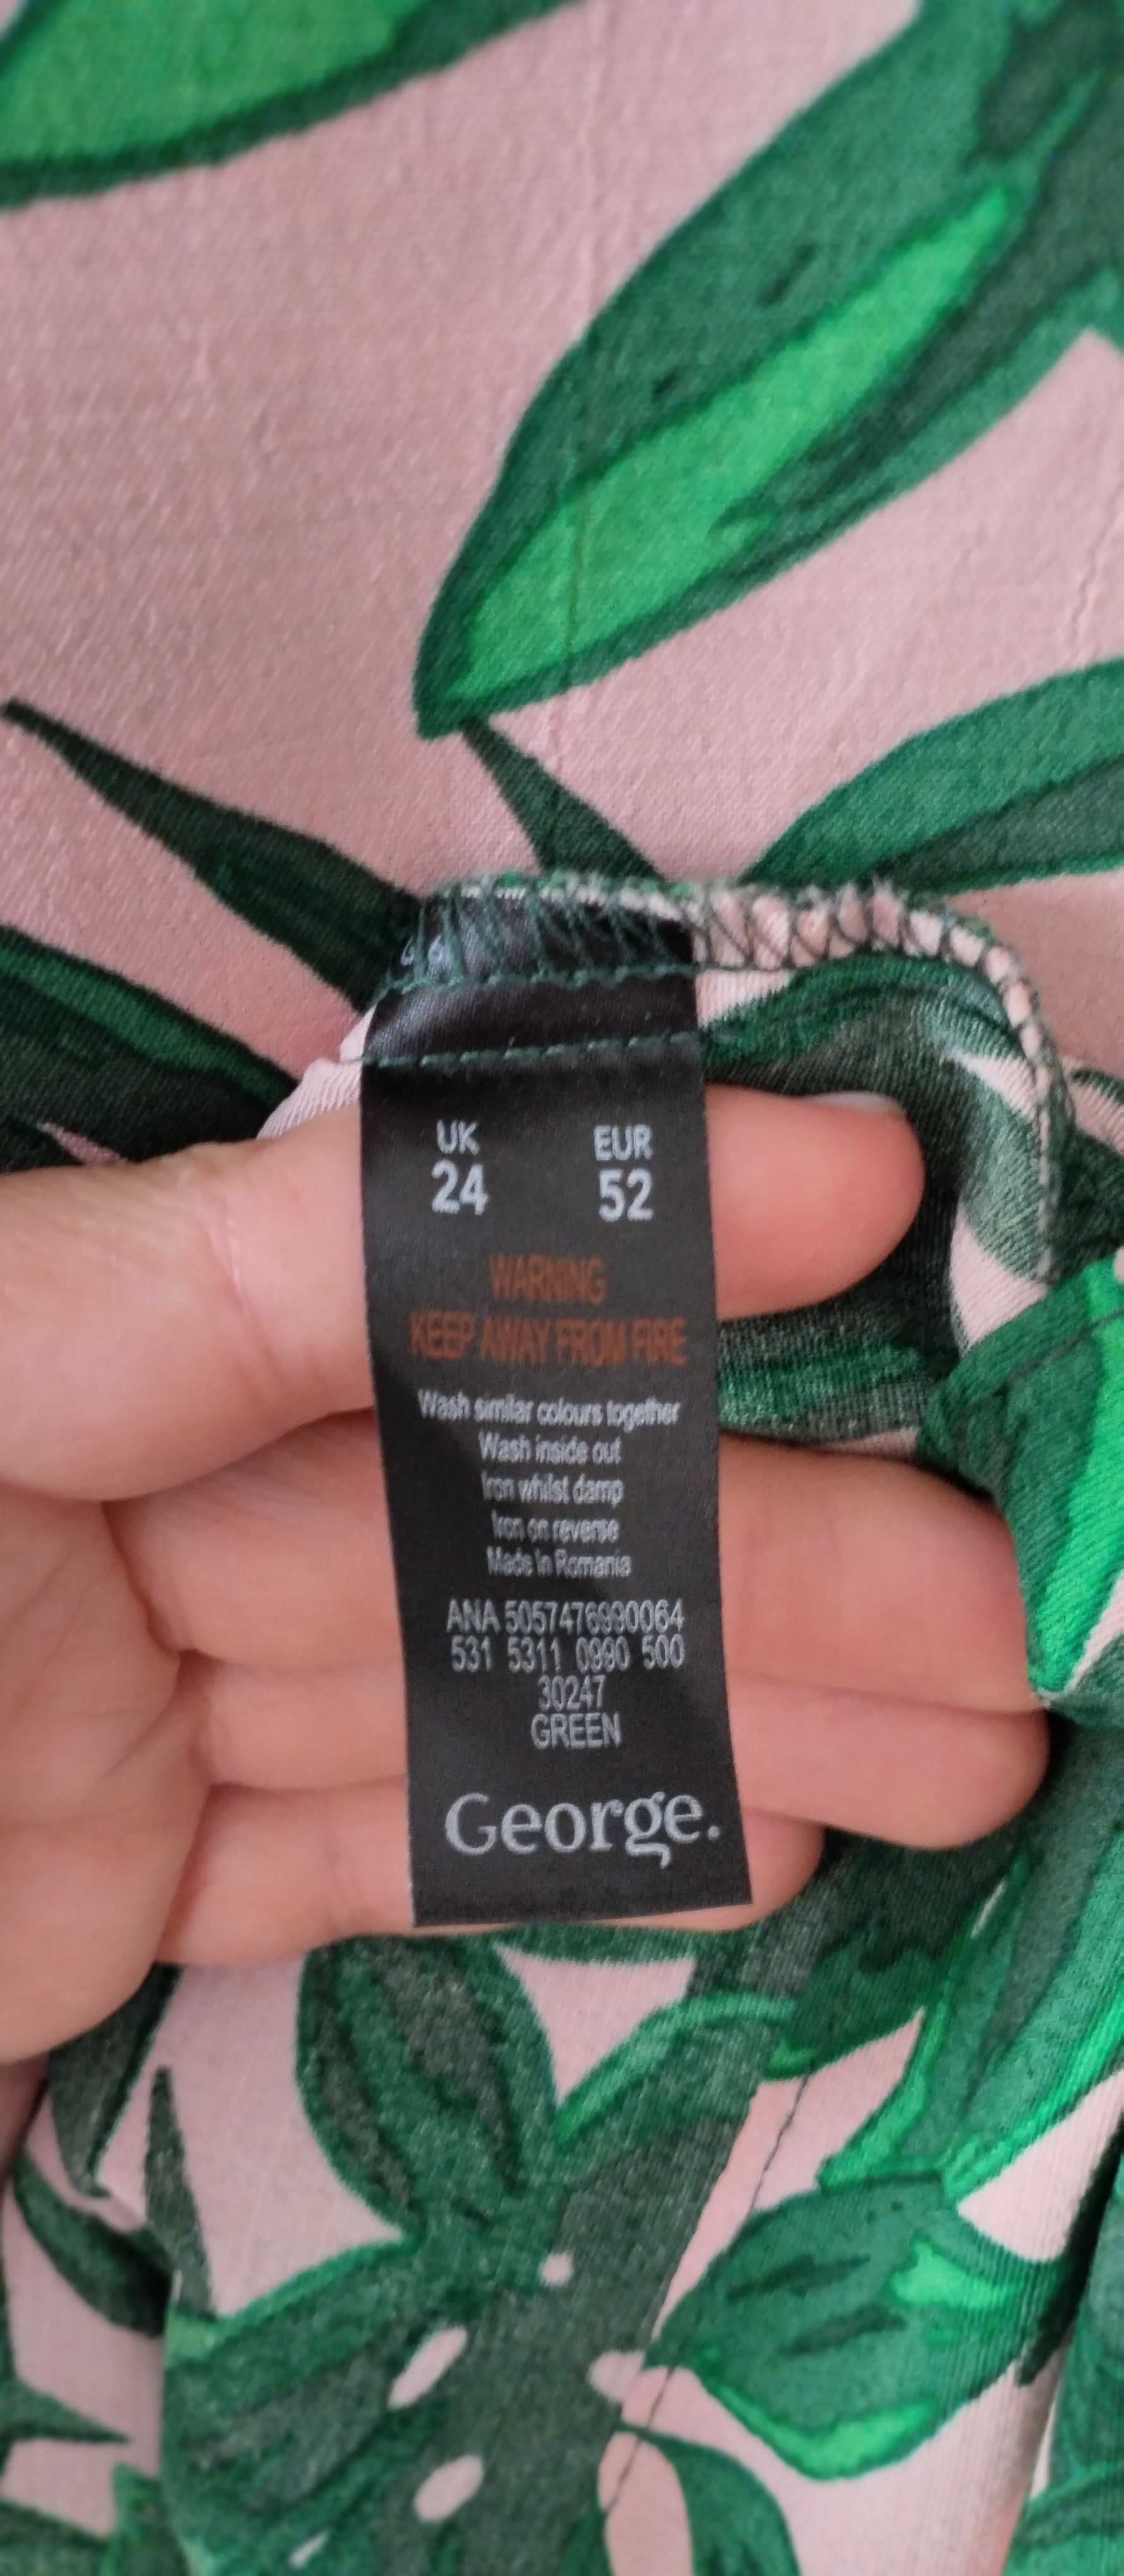 UK EUR
24 52
WARNING
KEEP AWAY FROM FIRE
Wash similar colours together
Wash inside out
Iron whilst damp
Iron on reverse
Made In Romania
ANA 5057476990064
531 5311 0990 500
30247
GREEN
George.